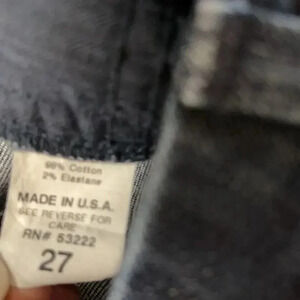 98% Cotton
2% Elastane
MADE IN U.S.A.
SEE REVERSE FOR
CARE
RN# 53222
27